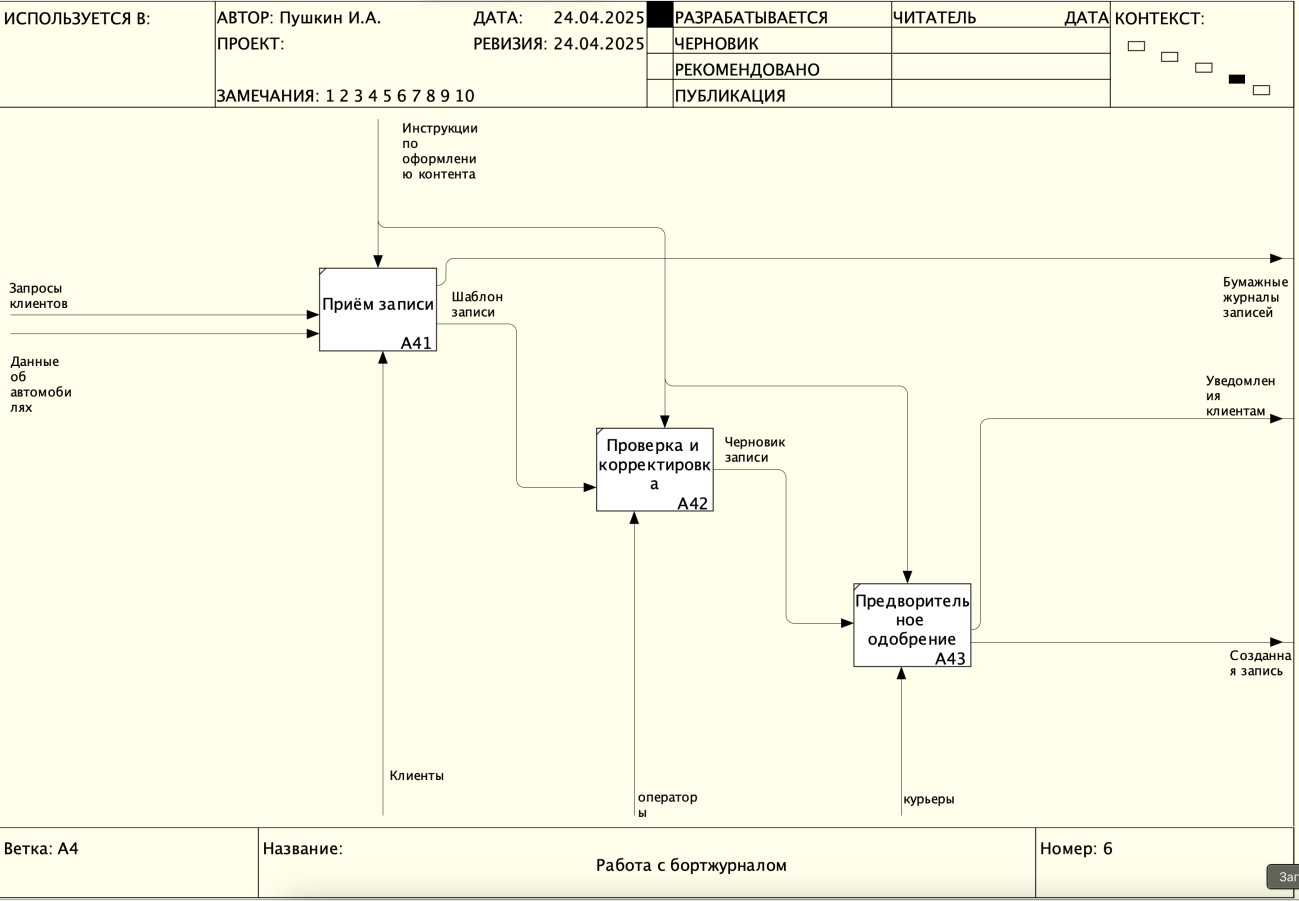 ИСПОЛЬЗУЕТСЯ В:
АВТОР: Пушкин И.А.
ДАТА: 24.04.2025
ПРОЕКТ:
РЕВИЗИЯ: 24.04.2025
ЗАМЕЧАНИЯ: 1 2 3 4 5 6 7 8 9 10
РАЗРАБАТЫВАЕТСЯ
ЧЕРНОВИК
РЕКОМЕНДОВАНО
ПУБЛИКАЦИЯ
ЧИТАТЕЛЬ
ДАТА
КОНТЕКСТ:
Инструкции
по
оформлени
ю контента
Запросы
клиентов
Данные
об
автомоби
лях
Приём записи
A41
Шаблон
записи
Бумажные
журналы
записей
Уведомлен
ия
клиентам
Проверка и
корректировк
а
A42
Черновик
записи
Предворитель
ное
одобрение
A43
Созданна
я запись
Клиенты
оператор
ы
курьеры
Ветка: A4
Название:
Работа с бортжурналом
Номер: 6
Заг